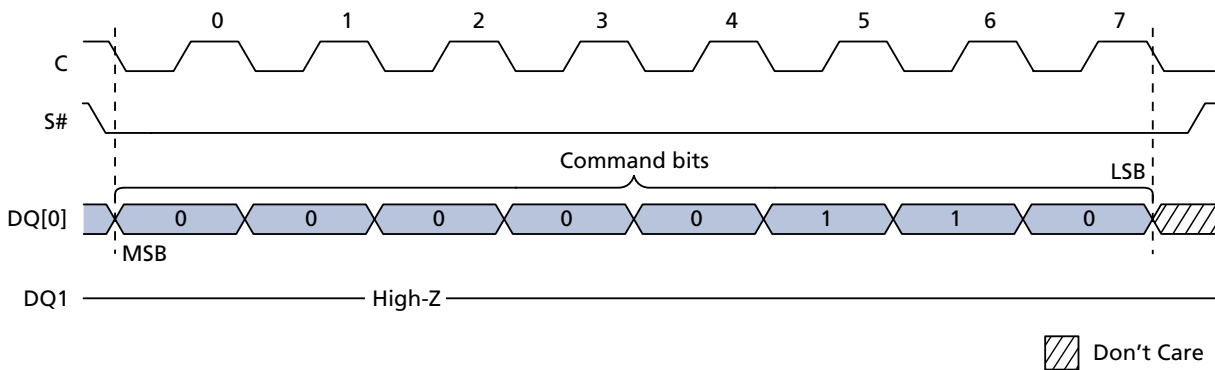 0 1 2 3 4 5 6 7
C
S#
Command bits
LSB
DQ[0] 0 0 0 0 0 1 1 0
MSB
DQ1 High-Z
Don't Care